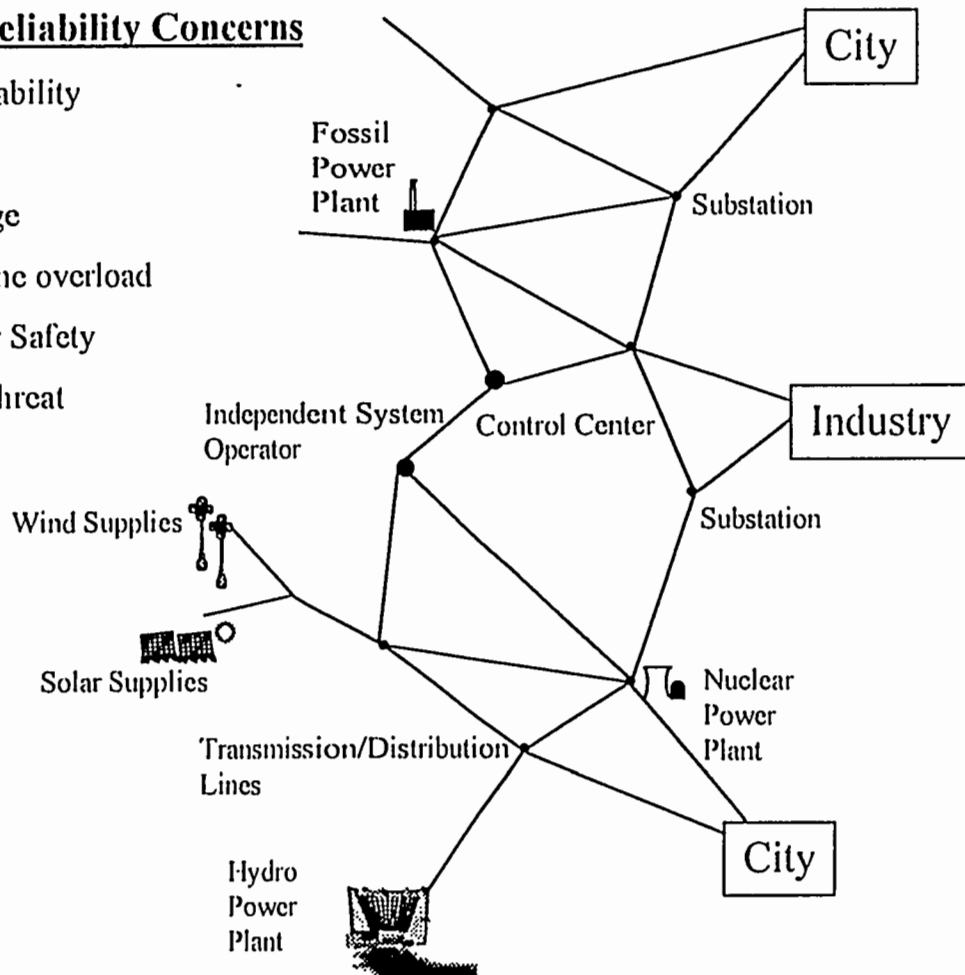 eliability Concerns
ability
ge
ne overload
Safety
hreat
City
Fossil
Power
Plant
Substation
Independent System
Operator
Control Center
Industry
Substation
Wind Supplies
Solar Supplies
Nuclear
Power
Plant
Transmission/Distribution
Lines
Hydro
Power
Plant
City